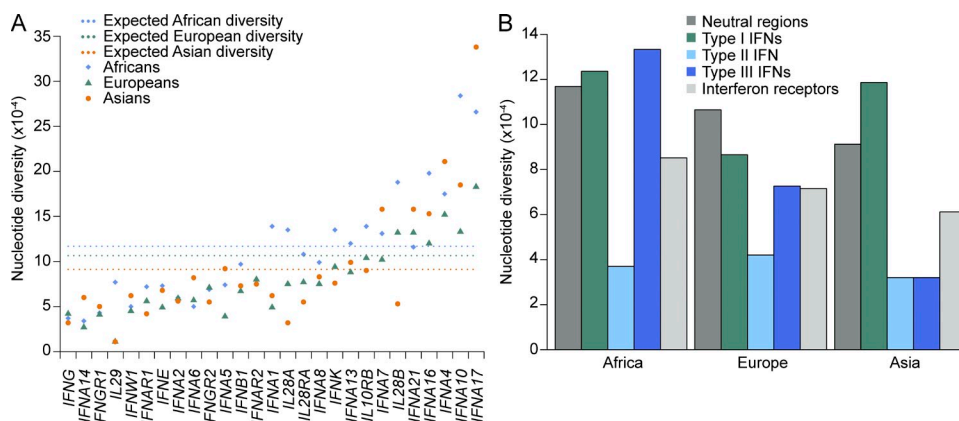 A
Expected African diversity
Expected European diversity
Expected Asian diversity
Africans
Europeans
Asians
Nucleotide diversity (x10⁻⁴)
35
30
25
20
15
10
5
0
IFNG
IFNA14
IFNGR1
IL29
IFNW1
IFNAR1
IFNE
IFNA2
IFNA6
IFNGR2
IFNA5
IFNB1
IFNAR2
IFNA1
IL28A
IL28RA
IFNA8
IFNK
IFNA13
IL10RB
IFNA7
IL28B
IFNA21
IFNA16
IFNA4
IFNA10
IFNA17
B
Neutral regions
Type I IFNs
Type II IFN
Type III IFNs
Interferon receptors
Nucleotide diversity (x10⁻⁴)
14
12
10
8
6
4
2
0
Africa
Europe
Asia